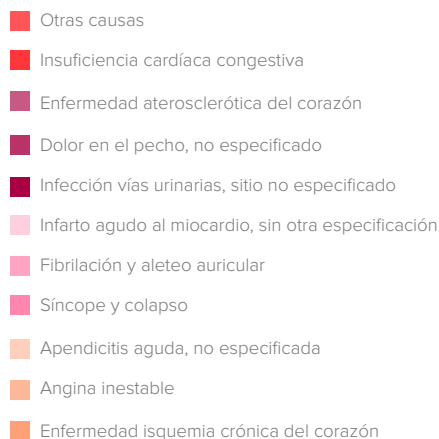 Otras causas
Insuficiencia cardíaca congestiva
Enfermedad aterosclerótica del corazón
Dolor en el pecho, no especificado
Infección vías urinarias, sitio no especificado
Infarto agudo al miocardio, sin otra especificación
Fibrilación y aleteo auricular
Síncope y colapso
Apendicitis aguda, no especificada
Angina inestable
Enfermedad isquemia crónica del corazón